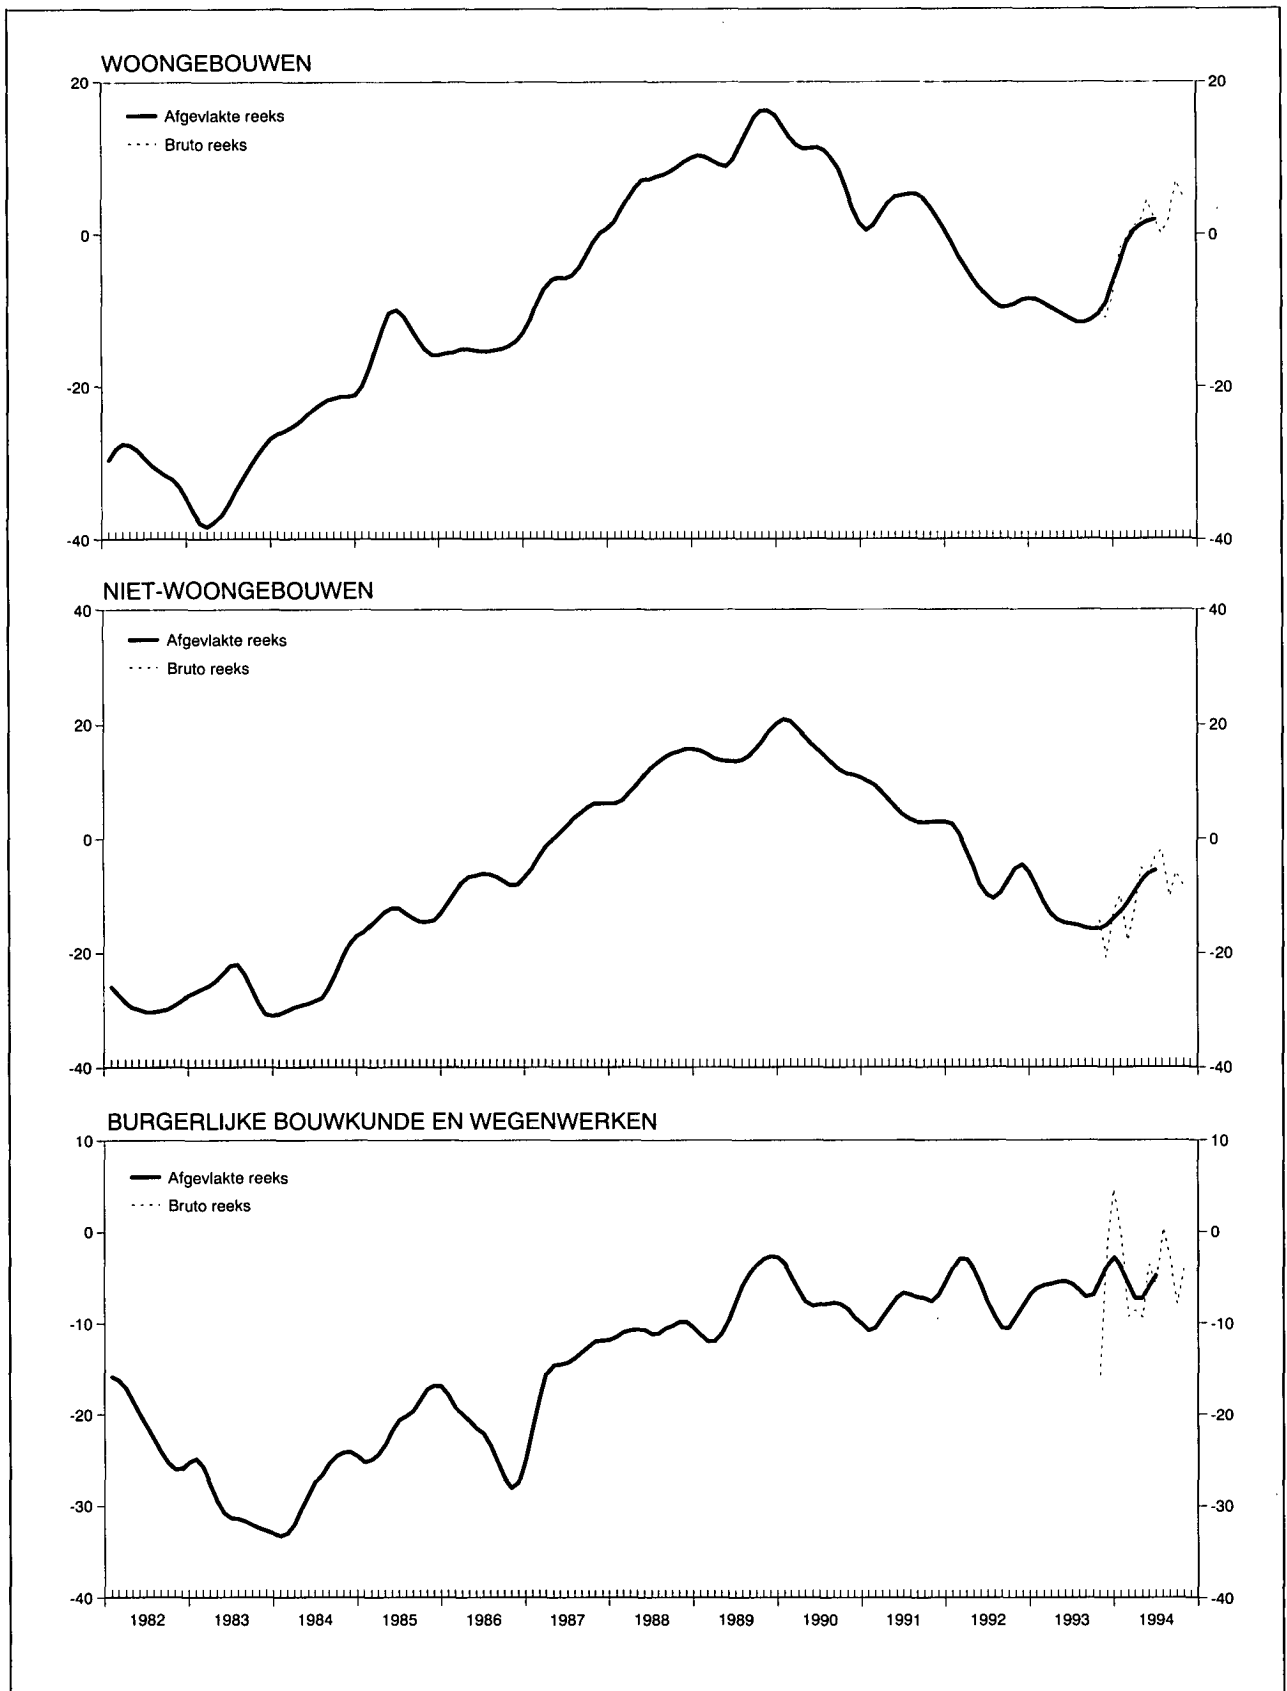 WOONGEBOUWEN
20 20
Afgevlakte reeks
Bruto reeks
0 0
-20 -20
-40 -40
NIET-WOONGEBOUWEN
40 40
Afgevlakte reeks
Bruto reeks
20 20
0 0
-20 -20
-40 -40
BURGERLIJKE BOUWKUNDE EN WEGENWERKEN
10 10
Afgevlakte reeks
Bruto reeks
0 0
-10 -10
-20 -20
-30 -30
-40 -40
1982 1983 1984 1985 1986 1987 1988 1989 1990 1991 1992 1993 1994